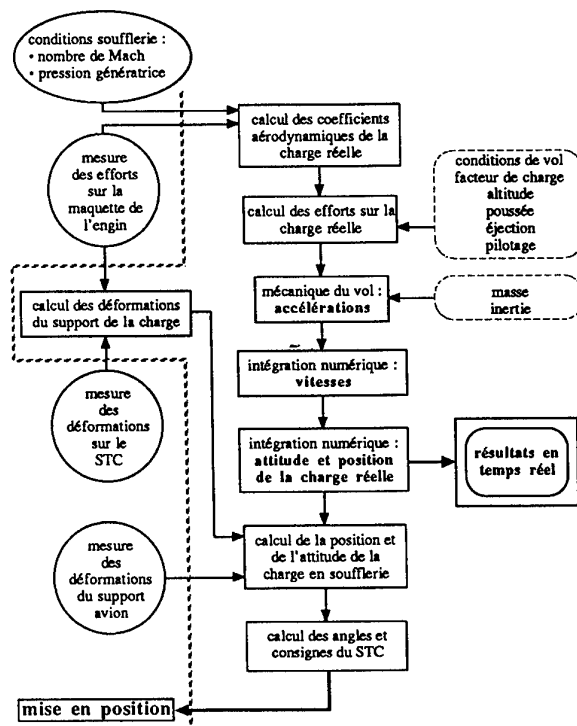 conditions soufflerie :
• nombre de Mach
• pression génératrice
calcul des coefficients
aérodynamiques de la
charge réelle
mesure
des efforts
sur la
maquette de
l'engin
conditions de vol
facteur de charge
altitude
poussée
éjection
pilotage
calcul des efforts sur la
charge réelle
calcul des déformations
du support de la charge
mécanique du vol :
accélérations
masse
inertie
intégration numérique :
vitesses
mesure
des
déformations
sur le
STC
intégration numérique :
attitude et position
de la charge réelle
résultats en
temps réel
mesure
des
déformations
du support
avion
calcul de la position et
de l'attitude de la
charge en soufflerie
calcul des angles et
consignes du STC
mise en position